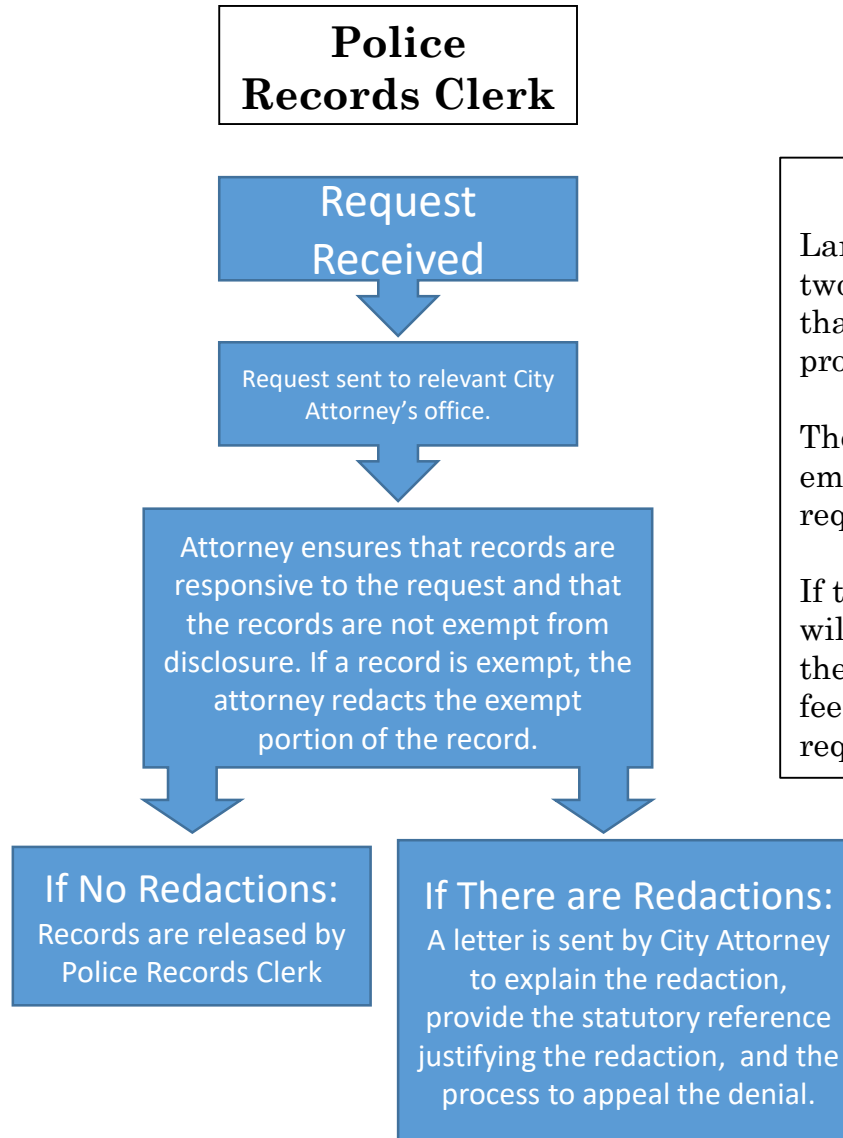 Police
Records Clerk
Request
Received
Request sent to relevant City
Attorney's office.
Attorney ensures that records are
responsive to the request and that
the records are not exempt from
disclosure. If a record is exempt, the
attorney redacts the exempt
portion of the record.
If No Redactions:
Records are released by
Police Records Clerk
If There are Redactions:
A letter is sent by City Attorney
to explain the redaction,
provide the statutory reference
justifying the redaction, and the
process to appeal the denial.
If
fee